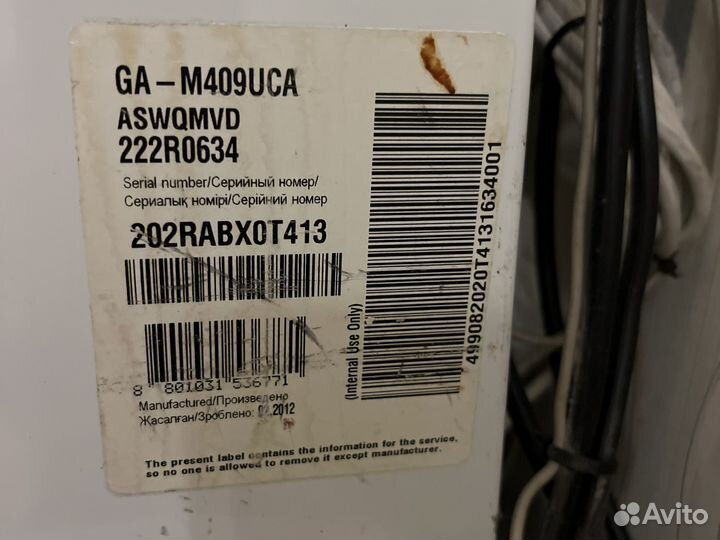 GA-M409UCA
ASWQMVD
222R0634
Serial number/Серийный номер/
Сериалық номірі/Серійний номер
202RABX0T413
8 801031 536771
Manufactured/Произведено
Жасалған/Зроблено: 02.2012
(Internal Use Only)
499082020T4131634001
The present label contains the information for the service,
so no one is allowed to remove it except manufacturer.
Avito